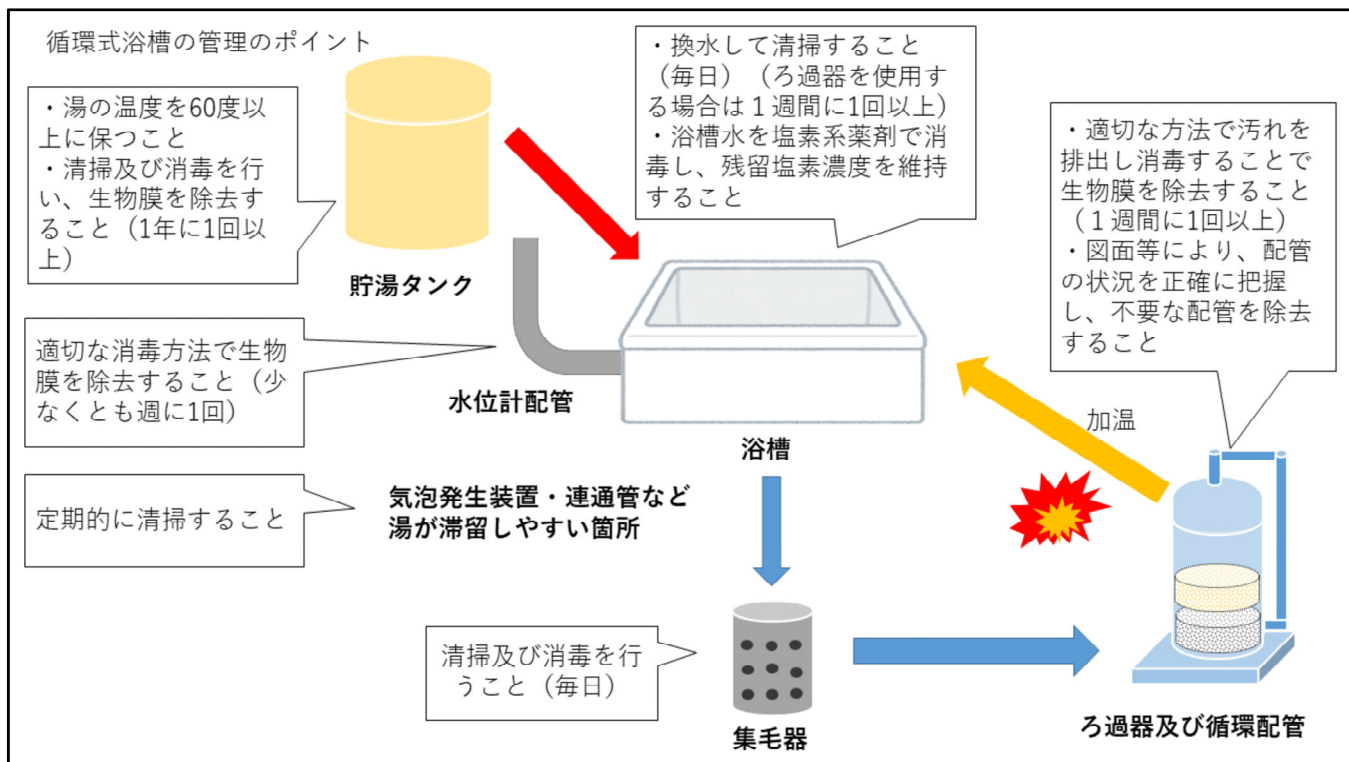 循環式浴槽の管理のポイント
・湯の温度を60度以
上に保つこと
・清掃及び消毒を行
い、生物膜を除去す
ること（1年に1回以
上）
貯湯タンク
・換水して清掃すること
（毎日）（ろ過器を使用す
る場合は１週間に1回以上）
・浴槽水を塩素系薬剤で消
毒し、残留塩素濃度を維持
すること
・適切な方法で汚れを
排出し消毒することで
生物膜を除去すること
（１週間に1回以上）
・図面等により、配管
の状況を正確に把握
し、不要な配管を除去
すること
適切な消毒方法で生物
膜を除去すること（少
なくとも週に1回）
水位計配管
浴槽
加温
定期的に清掃すること
気泡発生装置・連通管など
湯が滞留しやすい箇所
清掃及び消毒を行
うこと（毎日）
集毛器
ろ過器及び循環配管